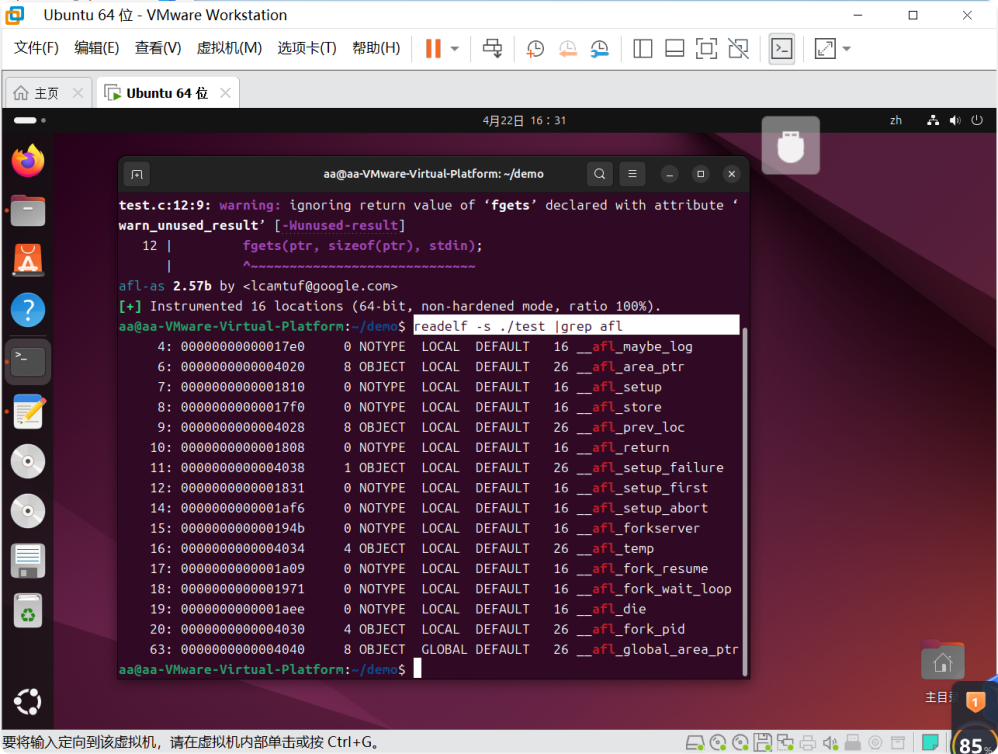 Ubuntu 64 位 - VMware Workstation
文件(F) 编辑(E) 查看(V) 虚拟机(M) 选项卡(T) 帮助(H)
主页 Ubuntu 64 位
4月22日 16：31 zh
aa@aa-VMware-Virtual-Platform: ~/demo
test.c:12:9: warning: ignoring return value of ‘fgets’ declared with attribute ‘
warn_unused_result’ [-Wunused-result]
12 | fgets(ptr, sizeof(ptr), stdin);
| ^~~~~~~~~~~~~~~~~~~~~~~~~~~~~~
afl-as 2.57b by <lcamtuf@google.com>
[+] Instrumented 16 locations (64-bit, non-hardened mode, ratio 100%).
aa@aa-VMware-Virtual-Platform:~/demo$ readelf -s ./test |grep afl
4: 00000000000017e0 0 NOTYPE LOCAL DEFAULT 16 __afl_maybe_log
6: 0000000000004020 8 OBJECT LOCAL DEFAULT 26 __afl_area_ptr
7: 0000000000001810 0 NOTYPE LOCAL DEFAULT 16 __afl_setup
8: 00000000000017f0 0 NOTYPE LOCAL DEFAULT 16 __afl_store
9: 0000000000004028 8 OBJECT LOCAL DEFAULT 26 __afl_prev_loc
10: 0000000000001808 0 NOTYPE LOCAL DEFAULT 16 __afl_return
11: 0000000000004038 1 OBJECT LOCAL DEFAULT 26 __afl_setup_failure
12: 0000000000001831 0 NOTYPE LOCAL DEFAULT 16 __afl_setup_first
14: 0000000000001af6 0 NOTYPE LOCAL DEFAULT 16 __afl_setup_abort
15: 000000000000194b 0 NOTYPE LOCAL DEFAULT 16 __afl_forkserver
16: 0000000000004034 4 OBJECT LOCAL DEFAULT 26 __afl_temp
17: 0000000000001a09 0 NOTYPE LOCAL DEFAULT 16 __afl_fork_resume
18: 0000000000001971 0 NOTYPE LOCAL DEFAULT 16 __afl_fork_wait_loop
19: 0000000000001aee 0 NOTYPE LOCAL DEFAULT 16 __afl_die
20: 0000000000004030 4 OBJECT LOCAL DEFAULT 26 __afl_fork_pid
63: 0000000000004040 8 OBJECT GLOBAL DEFAULT 26 __afl_global_area_ptr
aa@aa-VMware-Virtual-Platform:~/demo$
主目
1
85%
要将输入定向到该虚拟机，请在虚拟机内部单击或按 Ctrl+G。